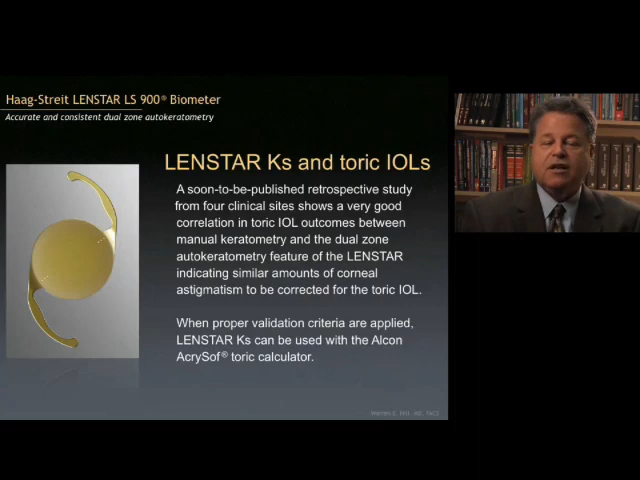 Haag-Streit LENSTAR LS 900® Biometer
Accurate and consistent dual zone autokeratometry
LENSTAR Ks and toric IOLs
A soon-to-be-published retrospective study
from four clinical sites shows a very good
correlation in toric IOL outcomes between
manual keratometry and the dual zone
autokeratometry feature of the LENSTAR
indicating similar amounts of corneal
astigmatism to be corrected for the toric IOL.
When proper validation criteria are applied,
LENSTAR Ks can be used with the Alcon
AcrySof® toric calculator.
Warren E. Hill, MD, FACS